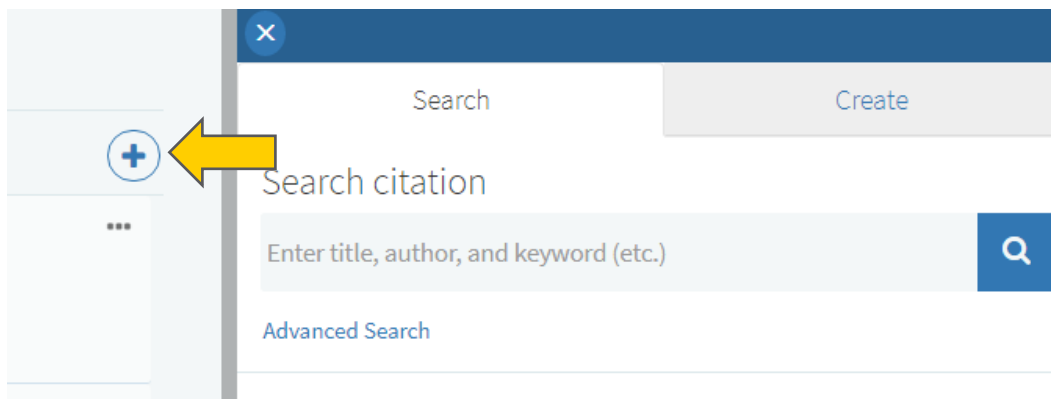 Search
Create
Search citation
Enter title, author, and keyword (etc.)
Advanced Search